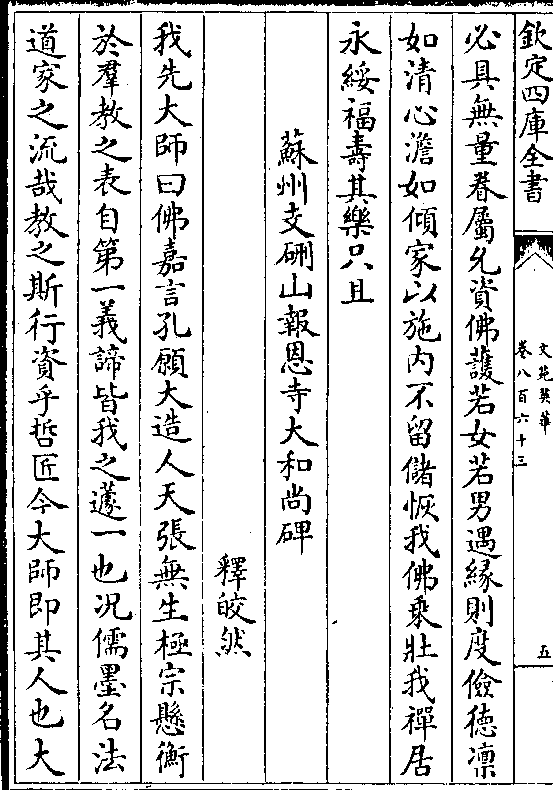 欽定四庫全書
文苑英華
卷八百六十三
五
必具無量眷屬允資佛䕶若女若男遇縁則度儉德凛
如清心澹如傾家以施内不留儲恢我佛乗壯我禪居
永綏福壽其樂只且
蘇州支硎山報恩寺大和尚碑
釋皎然
我先大師曰佛嘉言孔願大造人天張無生極宗懸衡
於羣教之表自第一義諦皆我之蘧一也况儒墨名法
道家之流哉教之斯行資乎哲匠今大師即其人也大